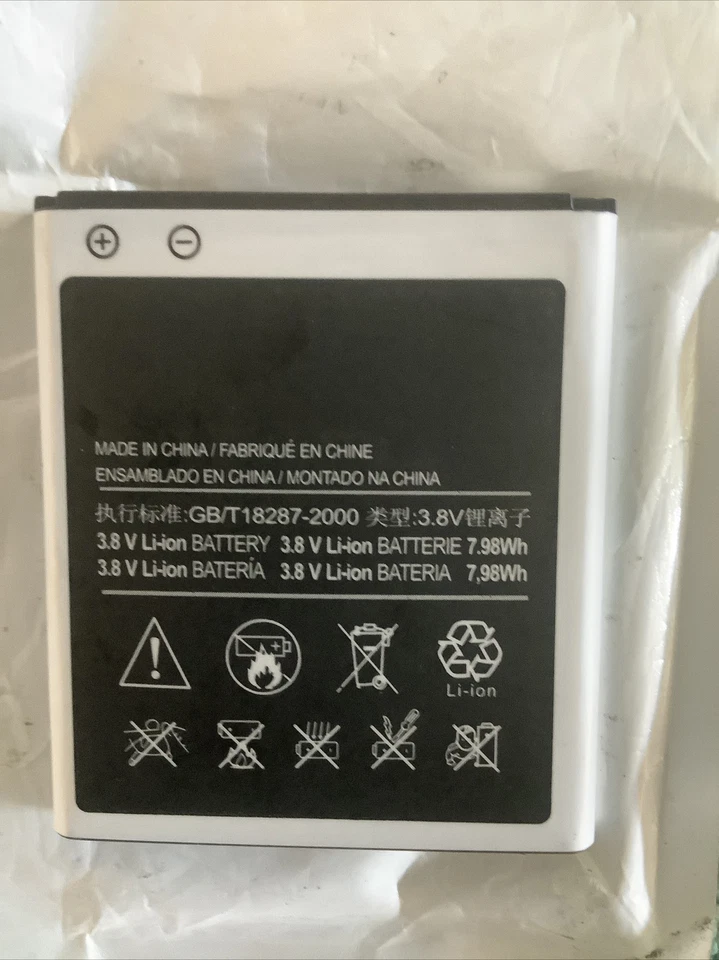 MADE IN CHINA / FABRIQUÉ EN CHINE
ENSAMBLADO EN CHINA / MONTADO NA CHINA
执行标准:GB/T18287-2000 类型:3.8V锂离子
3.8 V Li-ion BATTERY 3.8 V Li-ion BATTERIE 7.98Wh
3.8 V Li-ion BATERÍA 3.8 V Li-ion BATERIA 7,98Wh
Li-ion